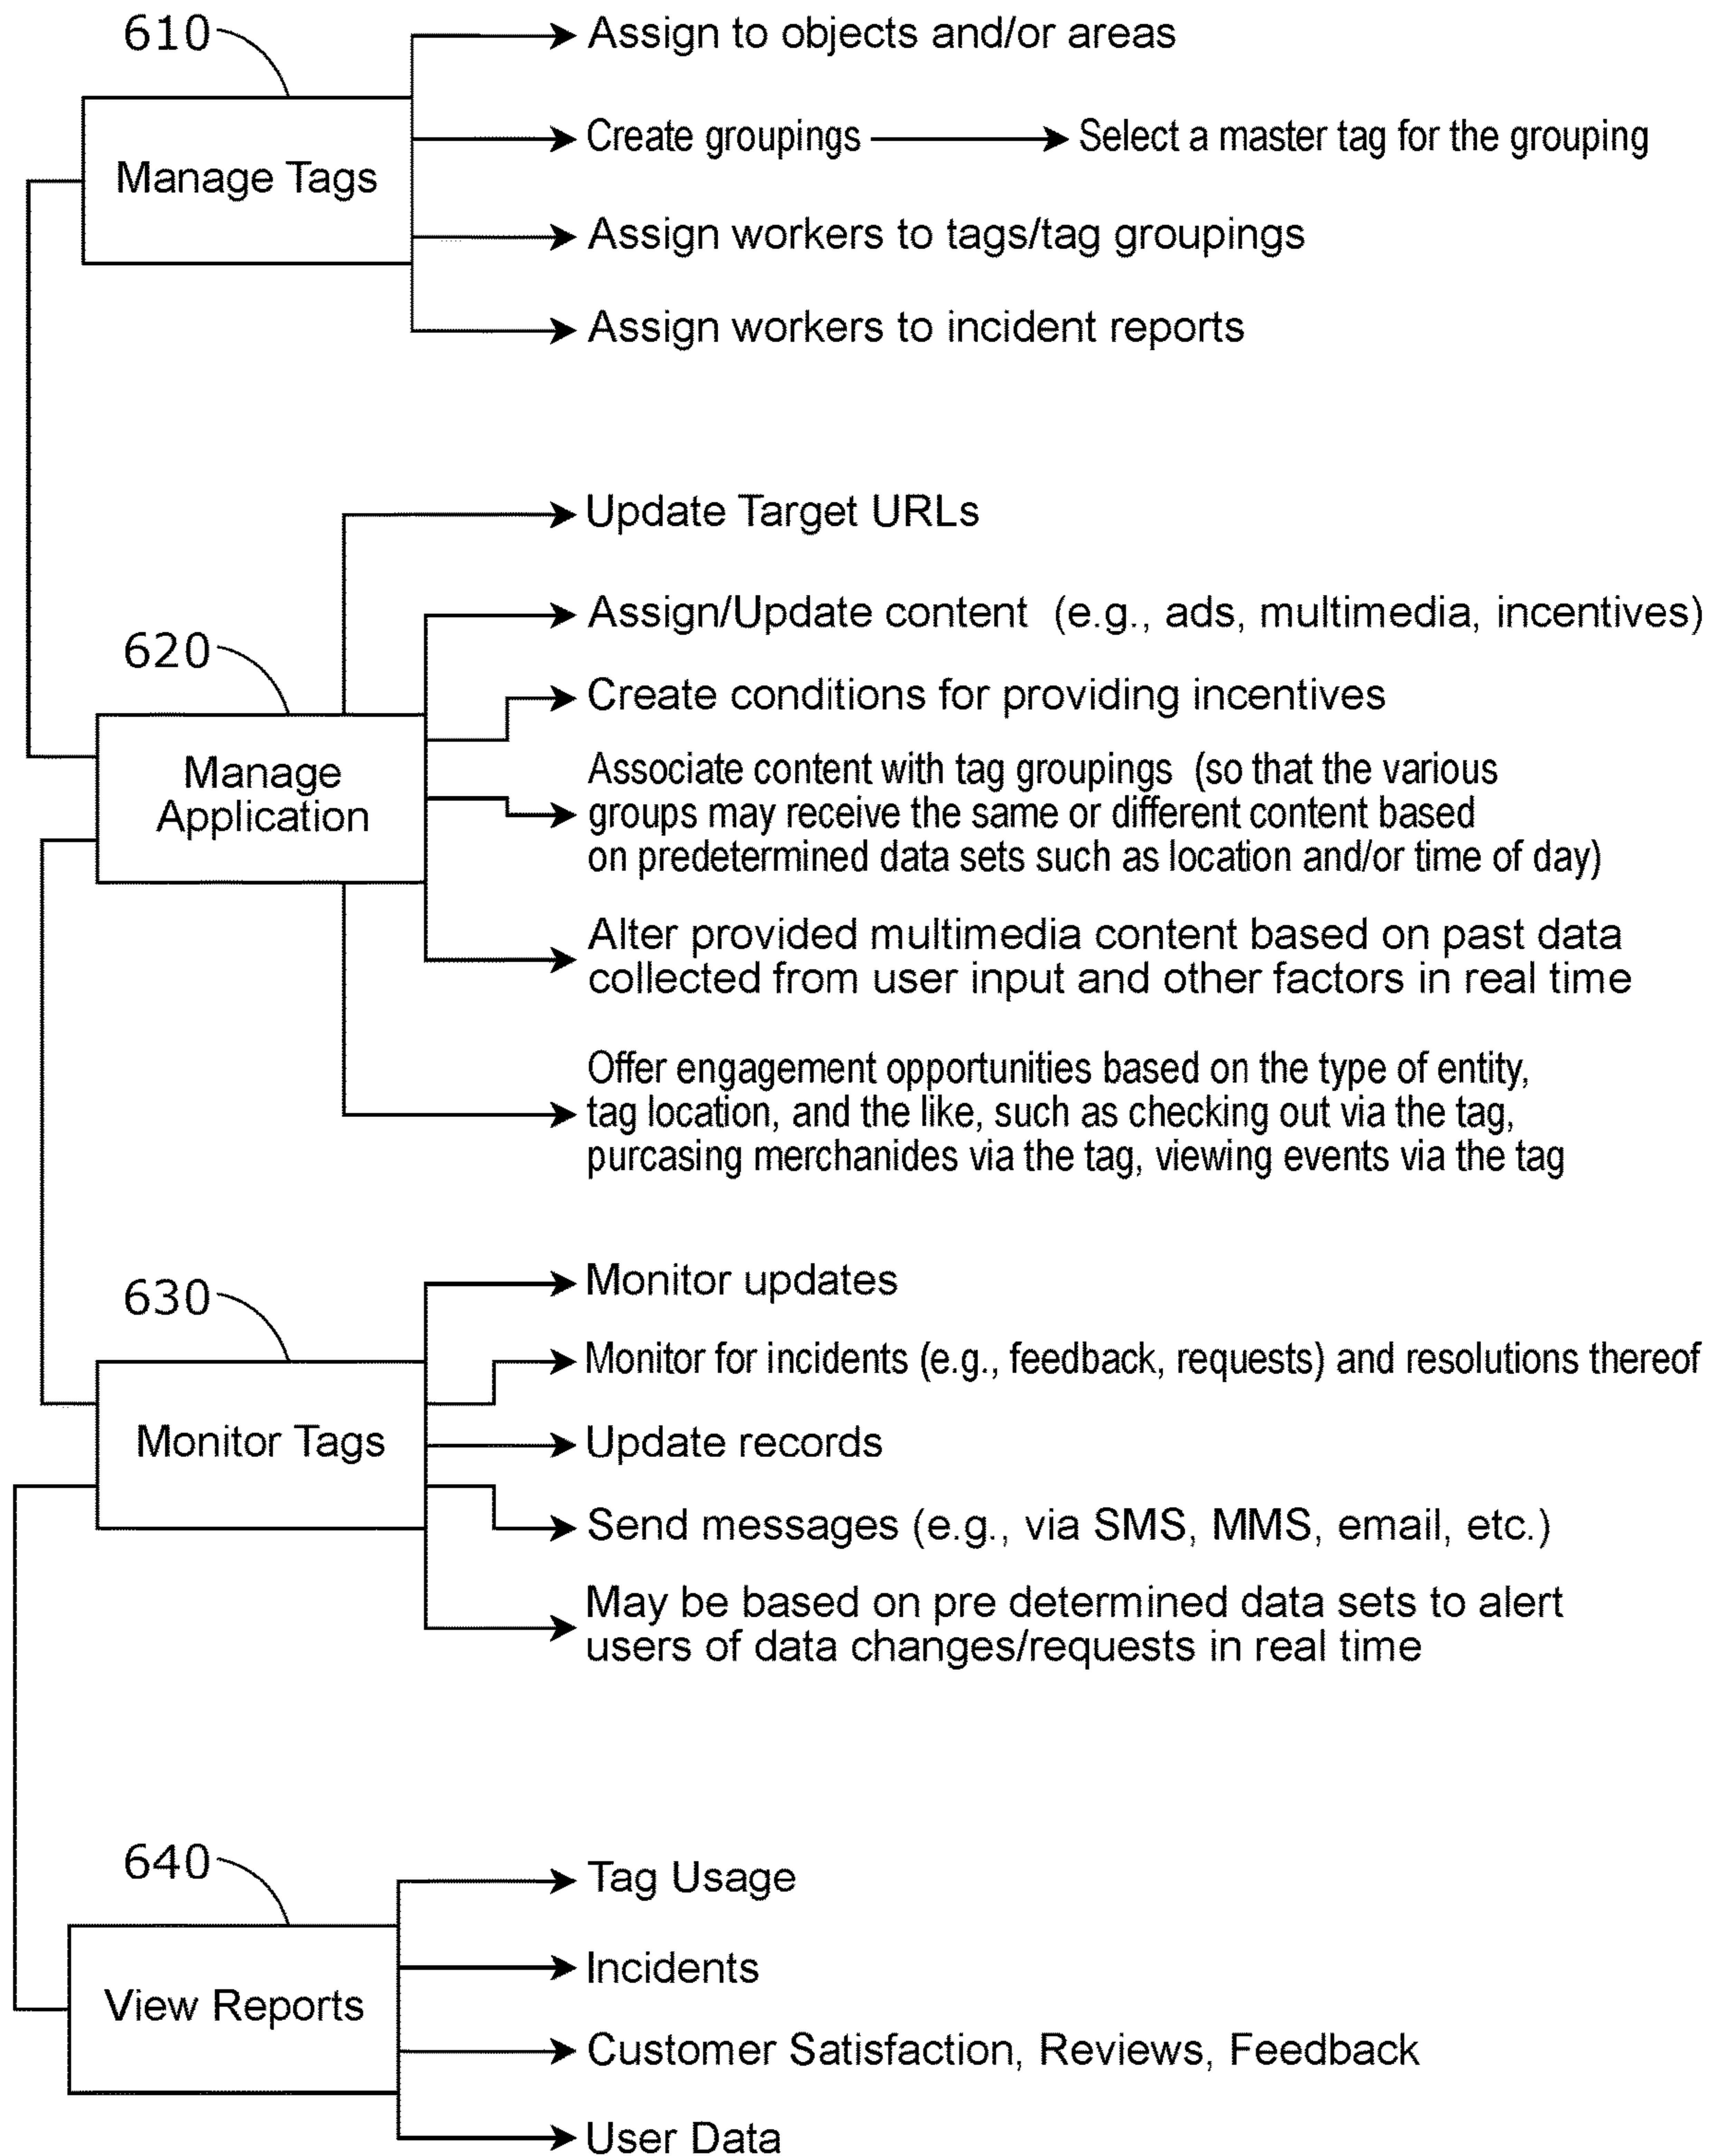 610
Assign to objects and/or areas
Create groupings
Select a master tag for the grouping
Manage Tags
Assign workers to tags/tag groupings
Assign workers to incident reports
Update Target URLs
Assign/Update content (e.g., ads, multimedia, incentives)
620
Create conditions for providing incentives
Manage
Application
Associate content with tag groupings (so that the various
groups may receive the same or different content based
on predetermined data sets such as location and/or time of day)
Alter provided multimedia content based on past data
collected from user input and other factors in real time
Offer engagement opportunities based on the type of entity,
tag location, and the like, such as checking out via the tag,
purcasing merchanides via the tag, viewing events via the tag
630
Monitor updates
Monitor for incidents (e.g., feedback, requests) and resolutions thereof
Monitor Tags
Update records
Send messages (e.g., via SMS, MMS, email, etc.)
May be based on pre determined data sets to alert
users of data changes/requests in real time
640
Tag Usage
Incidents
View Reports
Customer Satisfaction, Reviews, Feedback
User Data